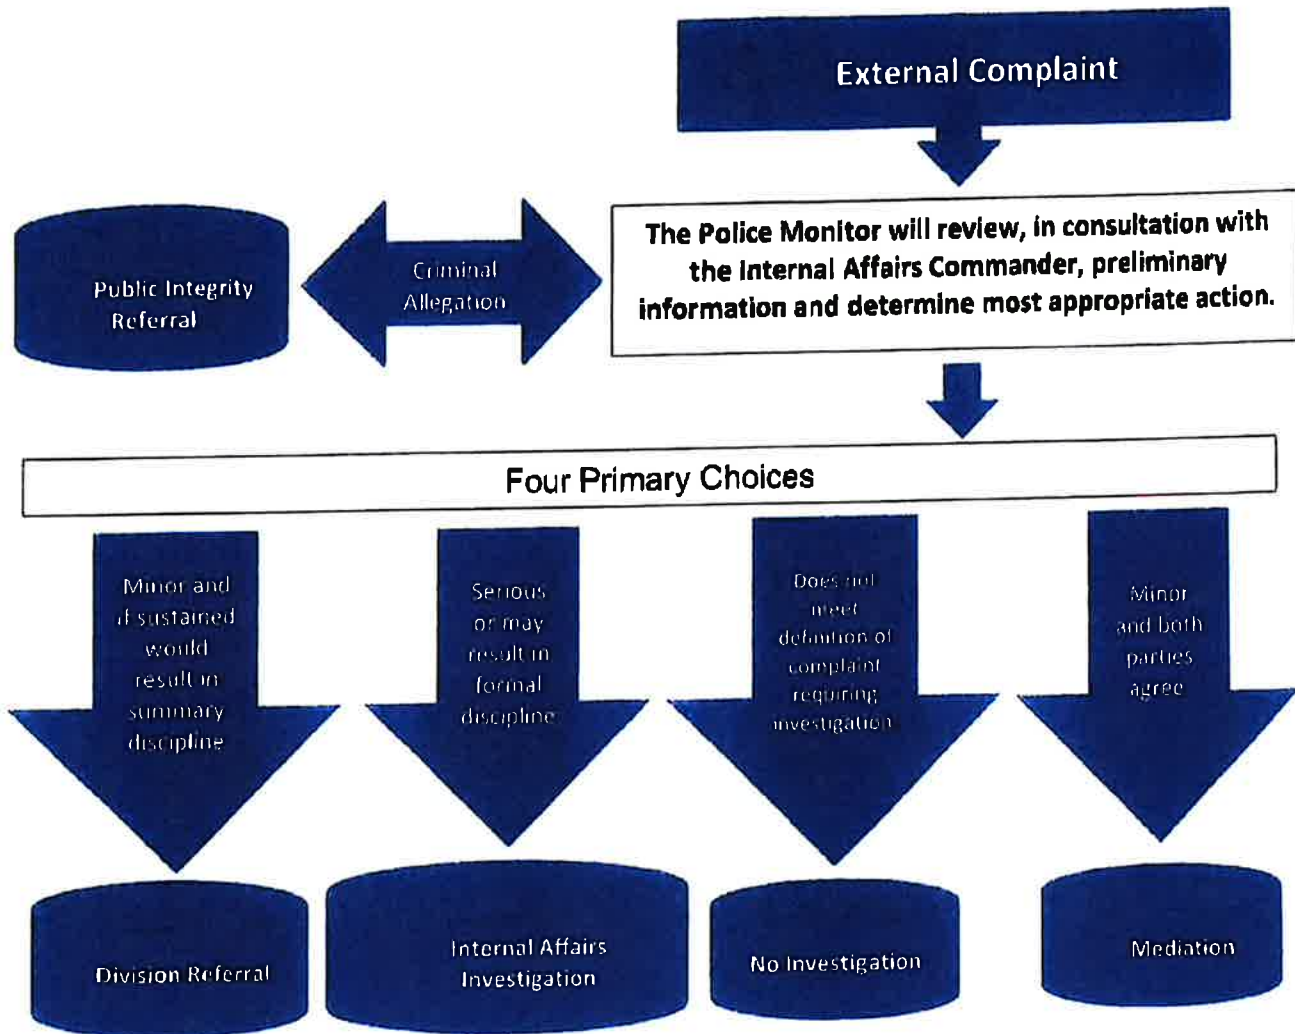 External Complaint
The Police Monitor will review, in consultation with
the Internal Affairs Commander, preliminary
information and determine most appropriate action.
Criminal
Allegation
Public Integrity
Referral
Four Primary Choices
Minor and
if sustained
would
result in
summary
discipline
Serious
or may
result in
formal
discipline
Does not
meet
definition of
complaint
requiring
investigation
Minor
and both
parties
agree
Division Referral
Internal Affairs
Investigation
No Investigation
Mediation